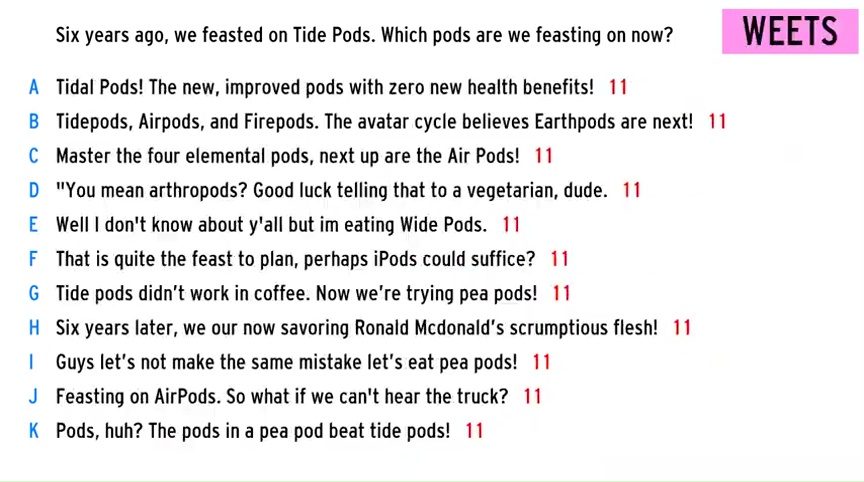 WEETS
Six years ago, we feasted on Tide Pods. Which pods are we feasting on now?
A Tidal Pods! The new, improved pods with zero new health benefits! 11
B Tidepods, Airpods, and Firepods. The avatar cycle believes Earthpods are next! 11
C Master the four elemental pods, next up are the Air Pods! 11
D "You mean arthropods? Good luck telling that to a vegetarian, dude. 11
E Well I don't know about y'all but im eating Wide Pods. 11
F That is quite the feast to plan, perhaps iPods could suffice? 11
G Tide pods didn’t work in coffee. Now we’re trying pea pods! 11
H Six years later, we our now savoring Ronald Mcdonald’s scrumptious flesh! 11
I Guys let’s not make the same mistake let’s eat pea pods! 11
J Feasting on AirPods. So what if we can't hear the truck? 11
K Pods, huh? The pods in a pea pod beat tide pods! 11